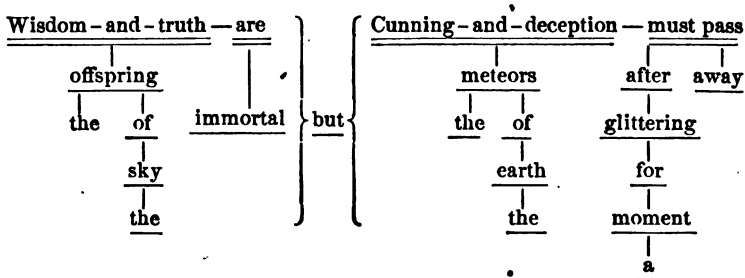 Wisdom-and-truth — are } but { Cunning-and-deception — must pass
offspring meteors after away
the of immortal the of glittering
sky earth for
the the moment
a